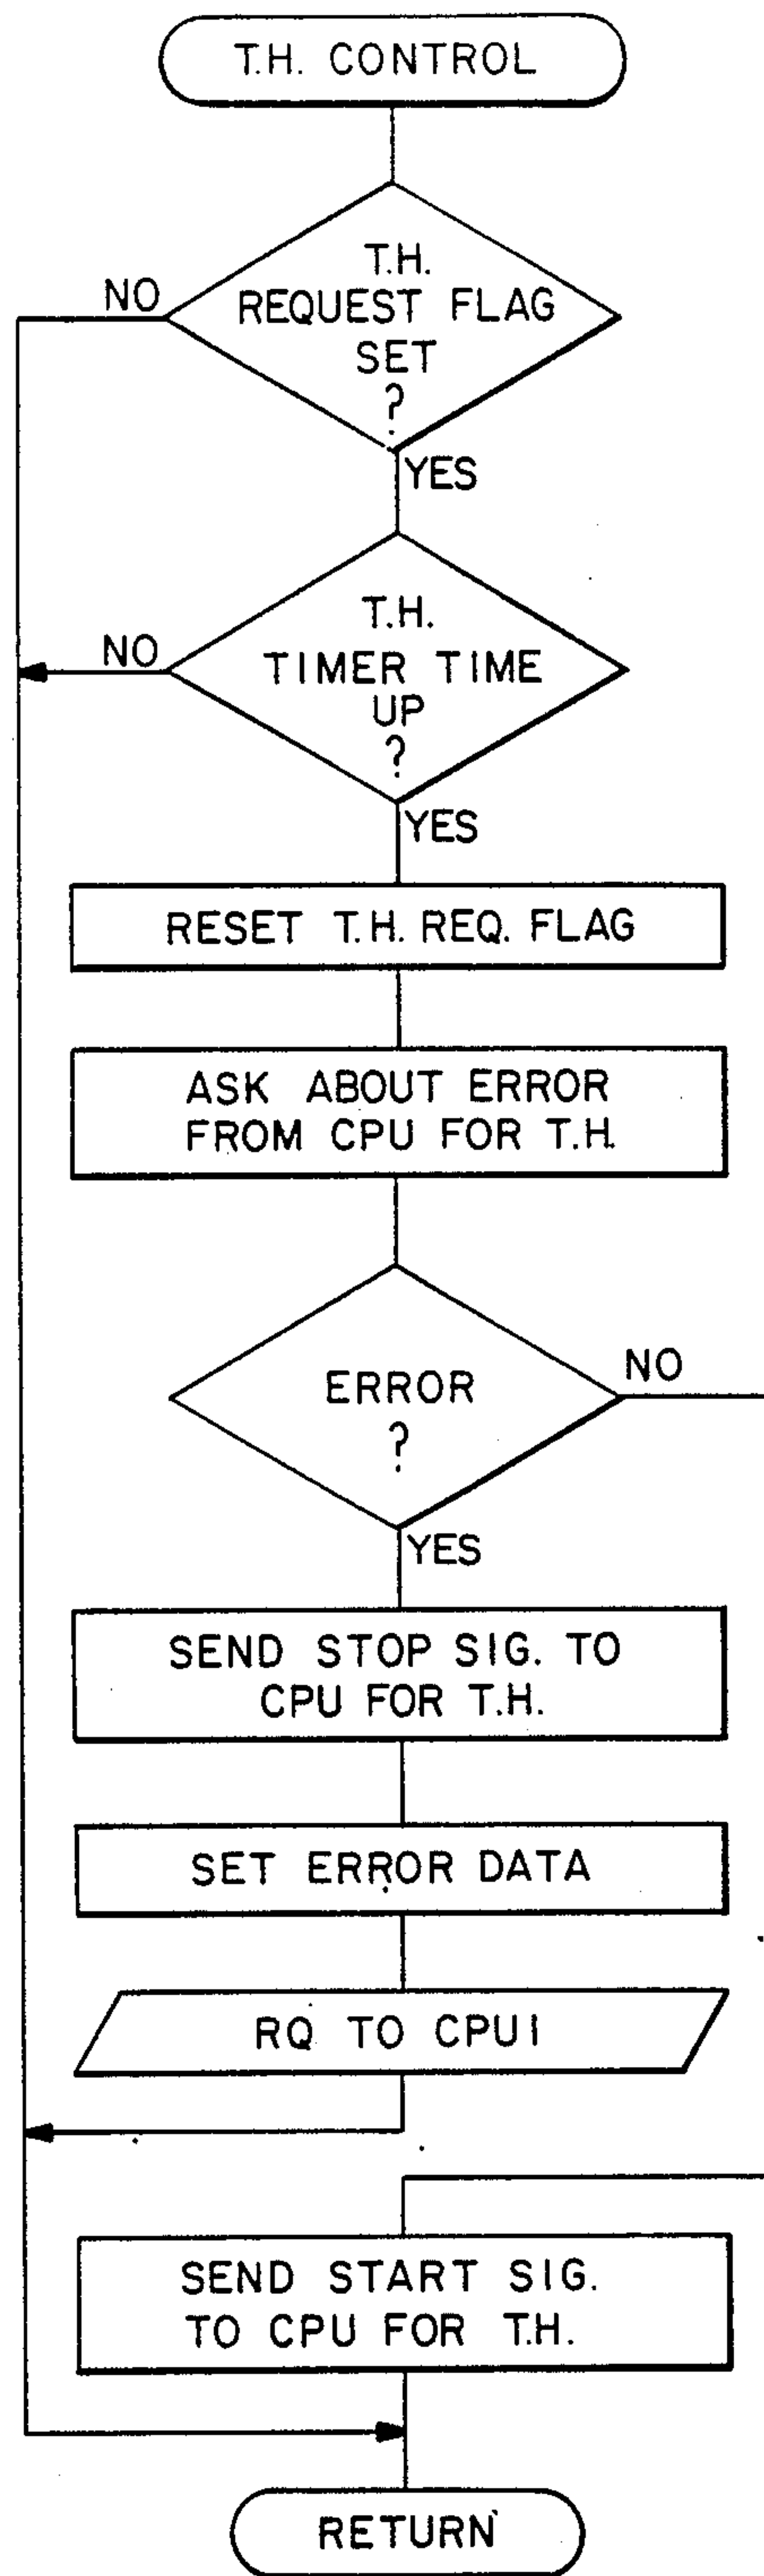 T.H. CONTROL
T.H.
REQUEST FLAG
SET
?
NO
YES
T.H.
TIMER TIME
UP
?
NO
YES
RESET T.H. REQ. FLAG
ASK ABOUT ERROR
FROM CPU FOR T.H.
ERROR
?
NO
YES
SEND STOP SIG. TO
CPU FOR T.H.
SET ERROR DATA
RQ TO CPU1
SEND START SIG.
TO CPU FOR T.H.
RETURN